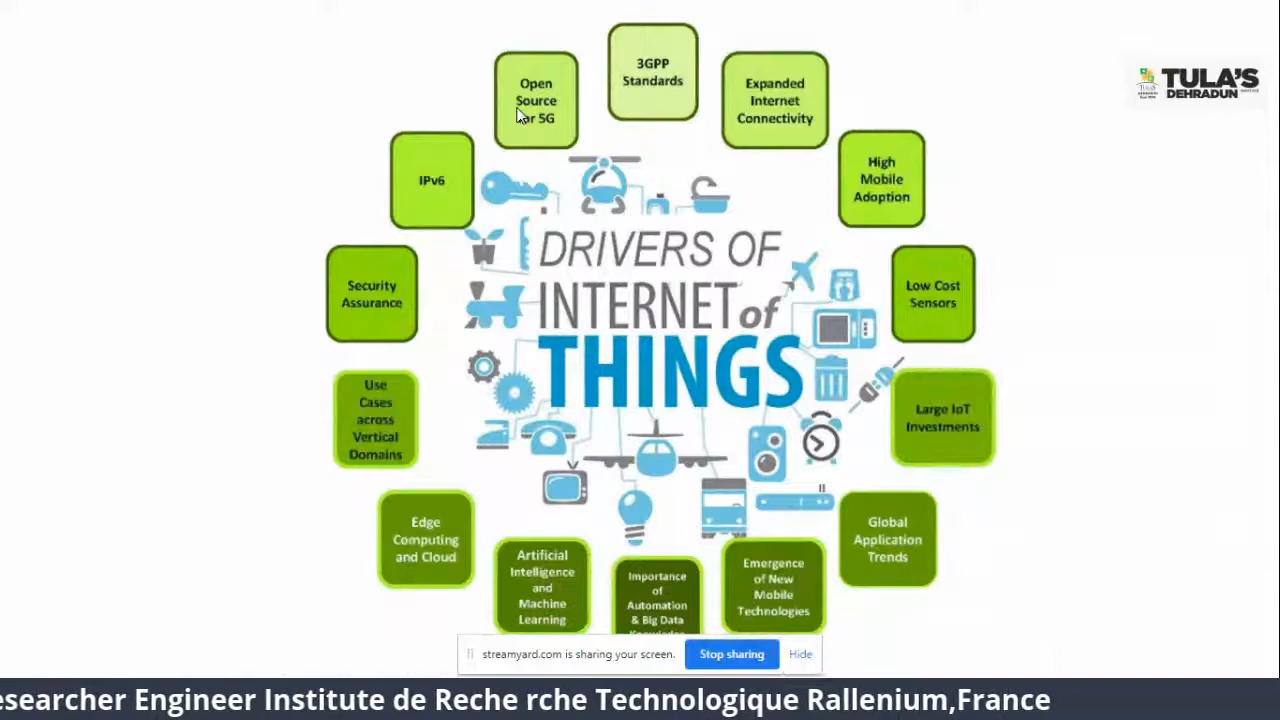 3GPP
Standards
Open
Source
or 5G
Expanded
Internet
Connectivity
TULA'S
DEHRADUN
High
Mobile
Adoption
IPv6
DRIVERS OF
INTERNET of
THINGS
Security
Assurance
Low Cost
Sensors
Use
Cases
across
Vertical
Domains
Large IoT
Investments
Edge
Computing
and Cloud
Global
Application
Trends
Artificial
Intelligence
and
Machine
Learning
Importance
of
Automation
& Big Data
Emergence
of New
Mobile
Technologies
streamyard.com is sharing your screen.
Stop sharing
Hide
esearcher Engineer Institute de Reche rche Technologique Rallenium,France